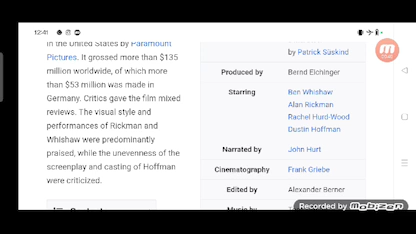 12:41
in the United States by Paramount
Pictures. It grossed more than $135
million worldwide, of which more
than $53 million was made in
Germany. Critics gave the film mixed
reviews. The visual style and
performances of Rickman and
Whishaw were predominantly
praised, while the unevenness of the
screenplay and casting of Hoffman
were criticized.
by Patrick Süskind
Produced by Bernd Eichinger
Starring Ben Whishaw
Alan Rickman
Rachel Hurd-Wood
Dustin Hoffman
Narrated by John Hurt
Cinematography Frank Griebe
Edited by Alexander Berner
Recorded by Mobizen